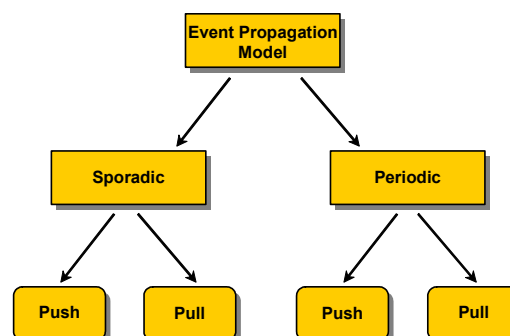 Event Propagation
Model
Sporadic
Periodic
Push
Pull
Push
Pull